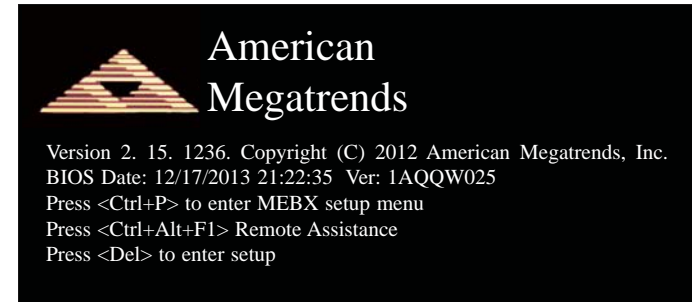 American
Megatrends
Version 2. 15. 1236. Copyright (C) 2012 American Megatrends, Inc.
BIOS Date: 12/17/2013 21:22:35 Ver: 1AQQW025
Press <Ctrl+P> to enter MEBX setup menu
Press <Ctrl+Alt+F1> Remote Assistance
Press <Del> to enter setup